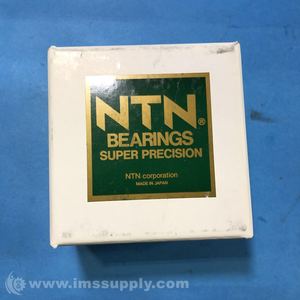 NTN®
BEARINGS
SUPER PRECISION
NTN corporation
MADE IN JAPAN
© www.imssupply.com